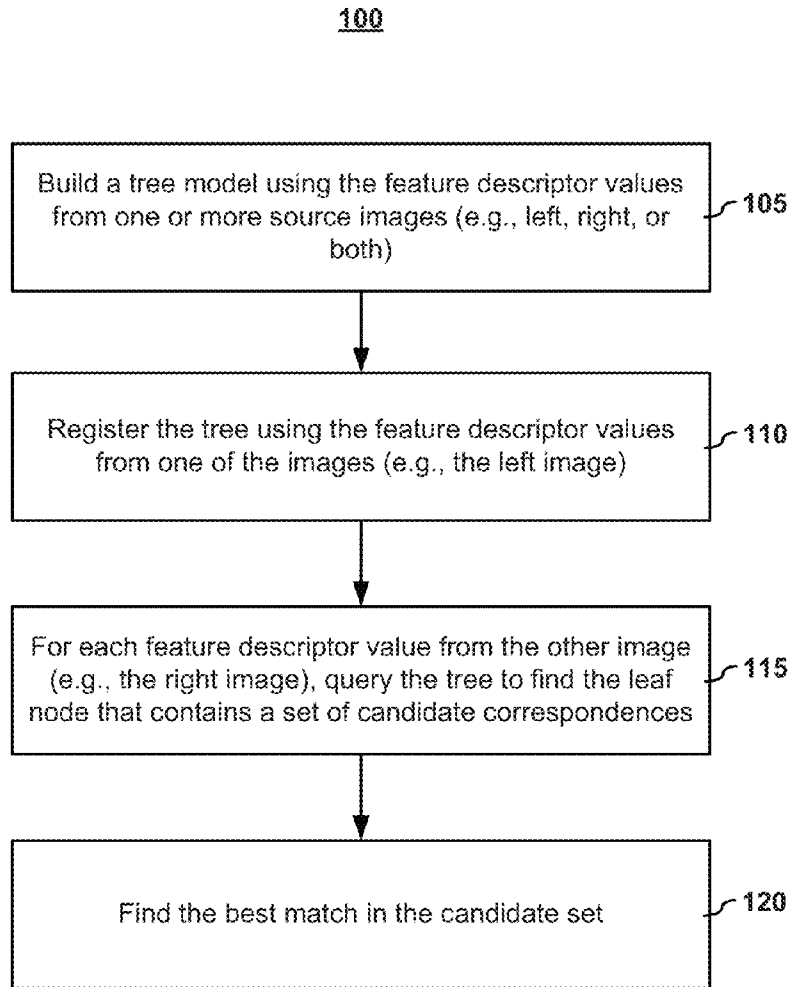 100
Build a tree model using the feature descriptor values
from one or more source images (e.g., left, right, or
both)
105
Register the tree using the feature descriptor values
from one of the images (e.g., the left image)
110
For each feature descriptor value from the other image
(e.g., the right image), query the tree to find the leaf
node that contains a set of candidate correspondences
115
Find the best match in the candidate set
120